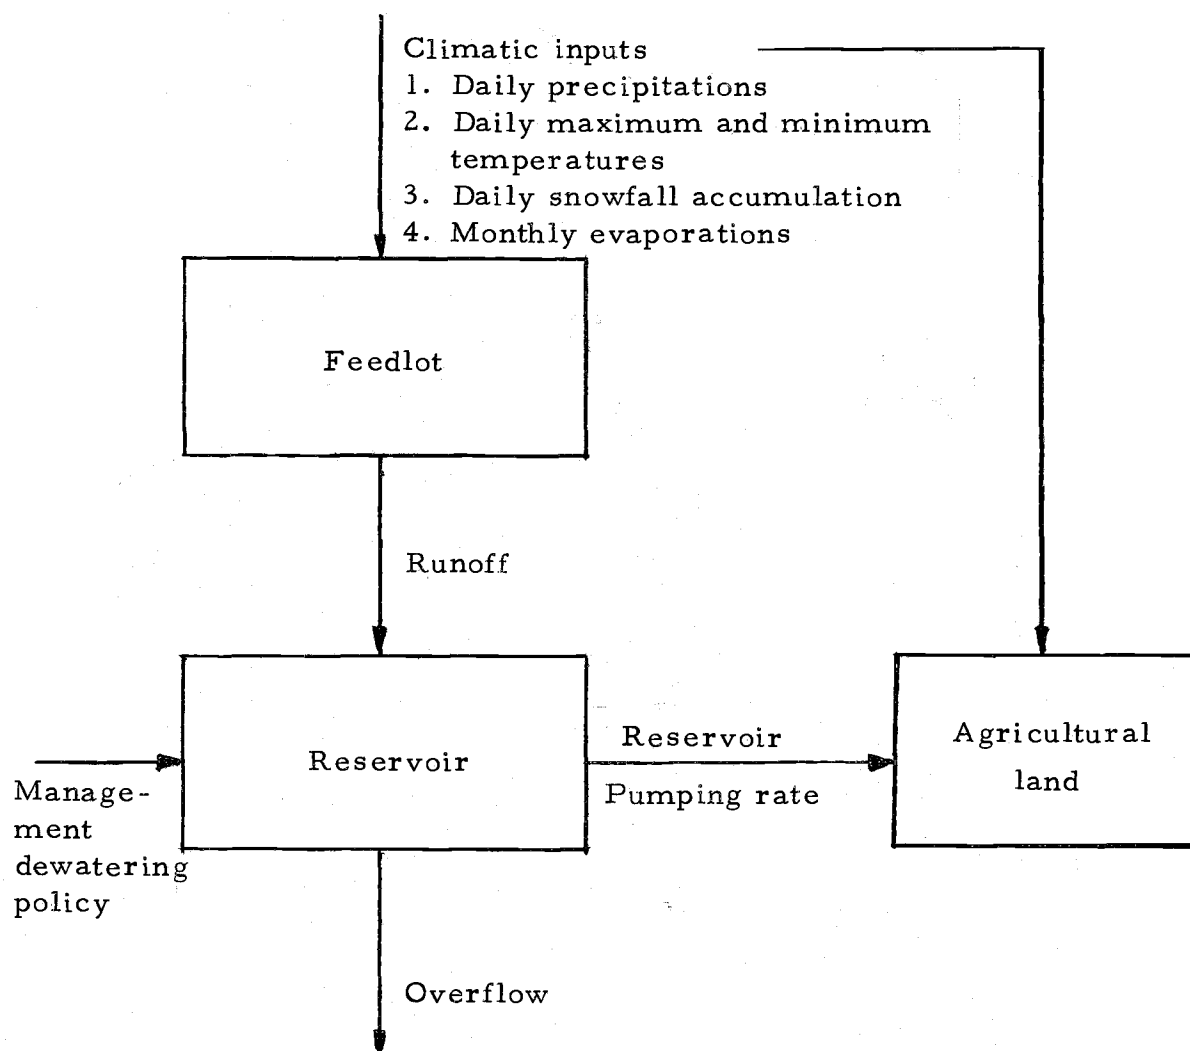 Climatic inputs
1. Daily precipitations
2. Daily maximum and minimum
temperatures
3. Daily snowfall accumulation
4. Monthly evaporations
Feedlot
Runoff
Reservoir
Manage-
ment
dewatering
policy
Reservoir
Pumping rate
Agricultural
land
Overflow